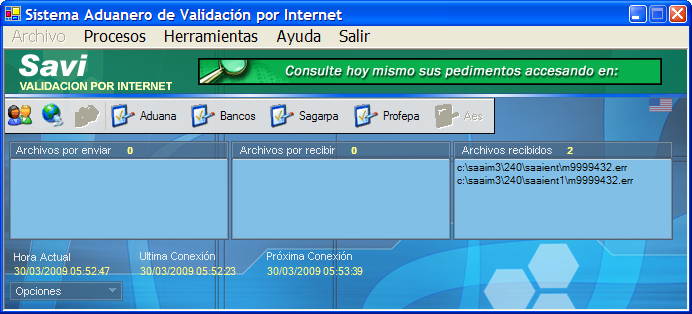 Sistema Aduanero de Validación por Internet
Archivo Procesos Herramientas Ayuda Salir
Savi
VALIDACION POR INTERNET
Consulte hoy mismo sus pedimentos accesando en:
Aduana Bancos Sagarpa Profepa Aes
Archivos por enviar 0 Archivos por recibir 0 Archivos recibidos 2
c:\saaim3\240\saaient\m9999432.err
c:\saaim3\240\saaient1\m9999432.err
Hora Actual Ultima Conexión Próxima Conexión
30/03/2009 05:52:47 30/03/2009 05:52:23 30/03/2009 05:53:39
Opciones